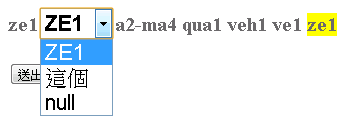 ze1 ZE1 a2-ma4 qua1 veh1 ve1 ze1
ZE1
這個
送出
null